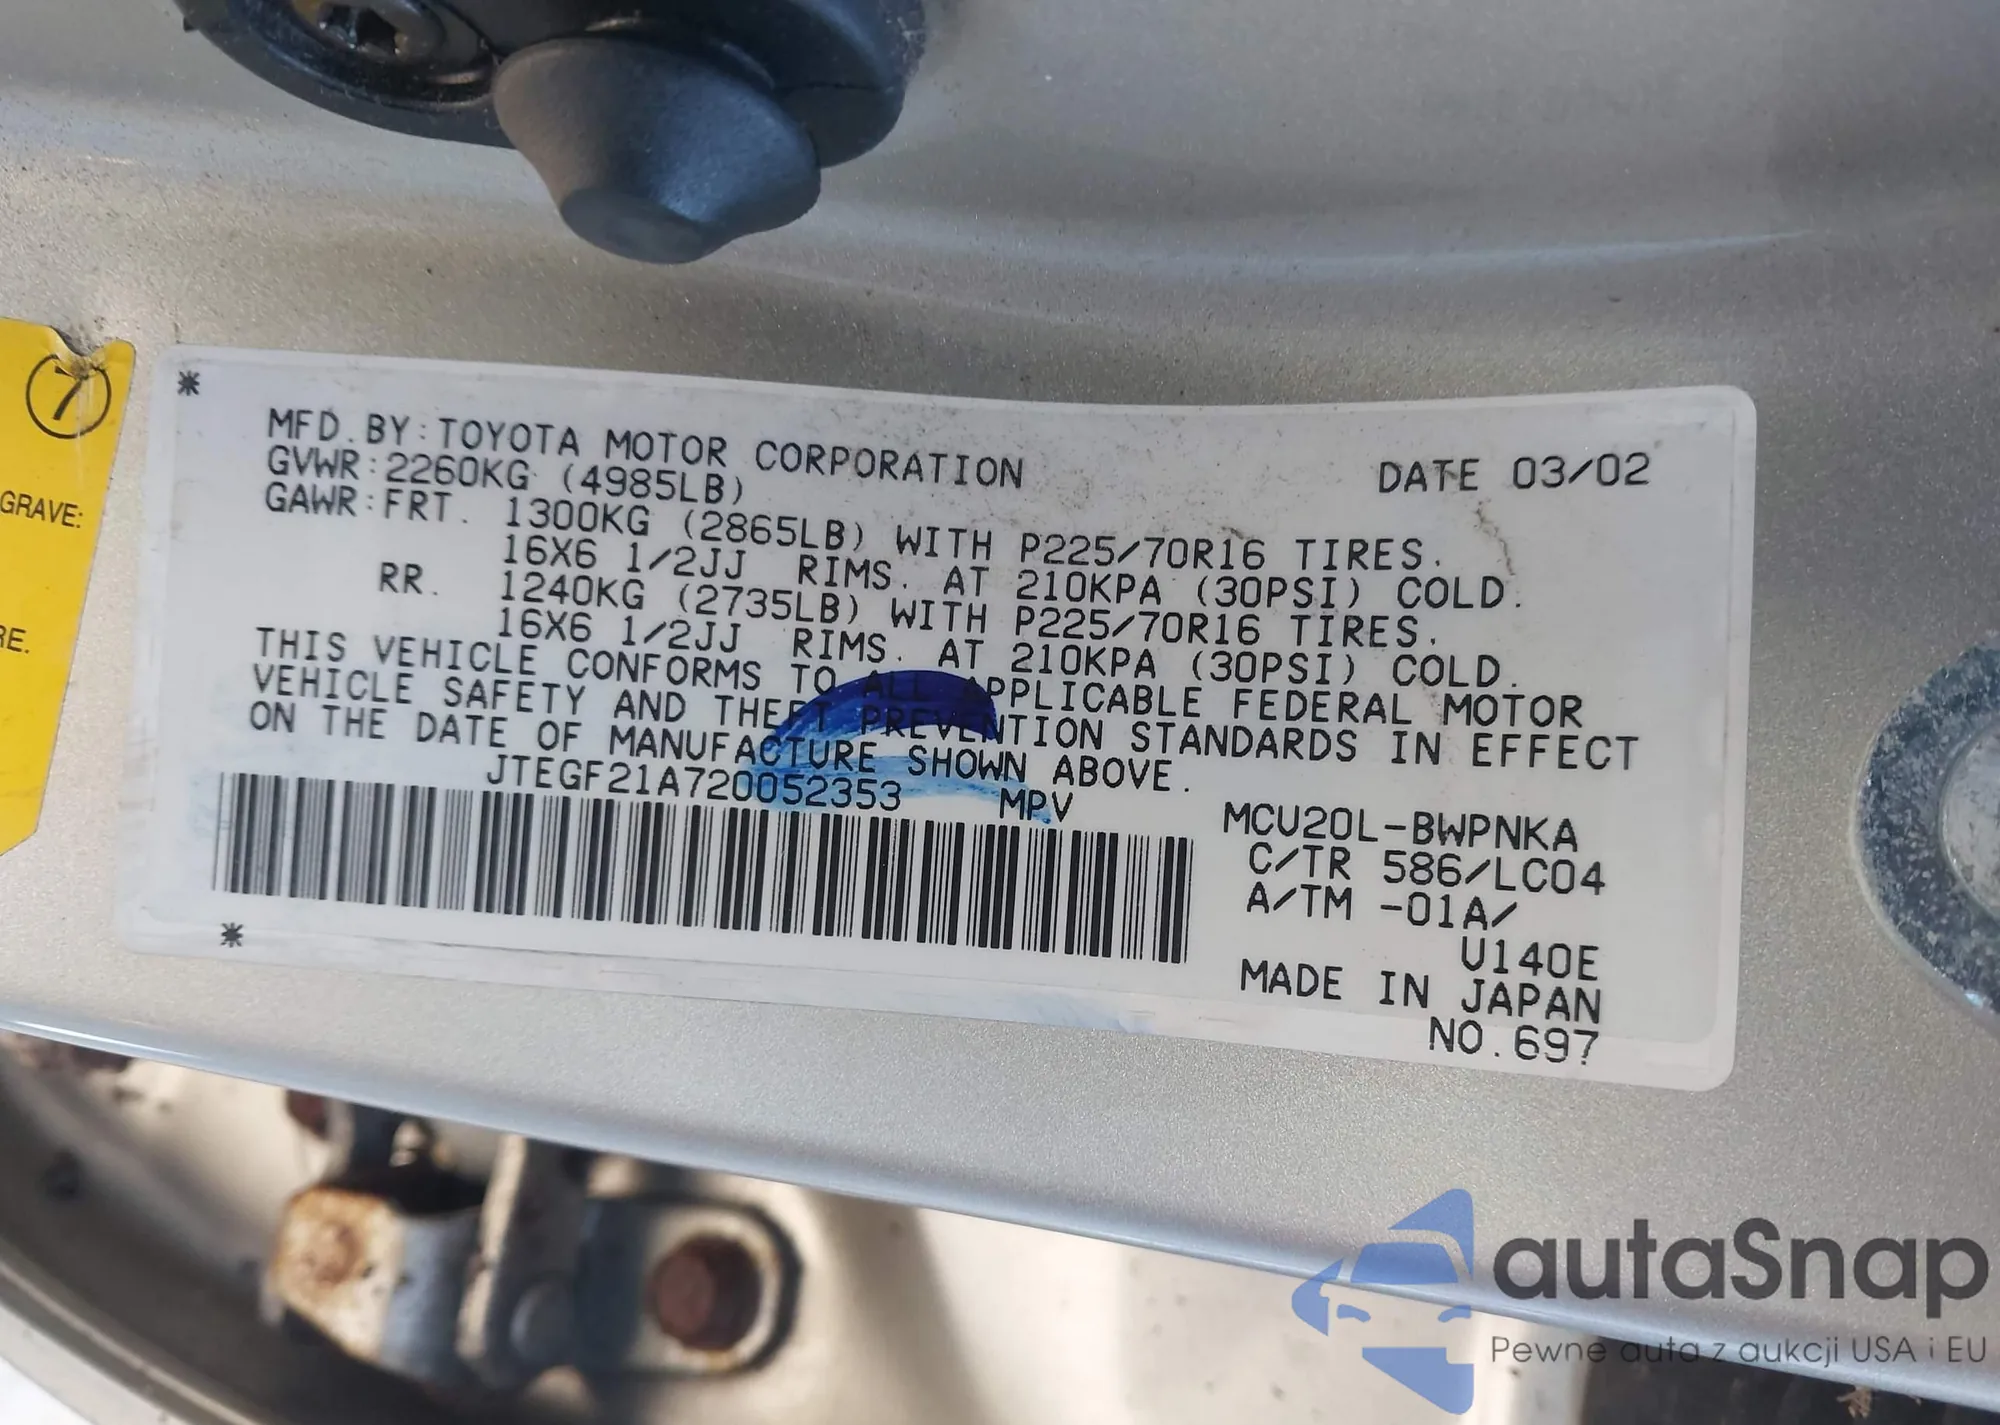 7
GRAVE:
RE.
MFD. BY: TOYOTA MOTOR CORPORATION DATE 03/02
GVWR: 2260KG (4985LB)
GAWR: FRT. 1300KG (2865LB) WITH P225/70R16 TIRES.
16X6 1/2JJ RIMS. AT 210KPA (30PSI) COLD.
RR. 1240KG (2735LB) WITH P225/70R16 TIRES.
16X6 1/2JJ RIMS. AT 210KPA (30PSI) COLD.
THIS VEHICLE CONFORMS TO ALL APPLICABLE FEDERAL MOTOR
VEHICLE SAFETY AND THEFT PREVENTION STANDARDS IN EFFECT
ON THE DATE OF MANUFACTURE SHOWN ABOVE.
JTEGF21A720052353 MPV
MCU20L-BWPNKA
C/TR 586/LC04
A/TM -01A/
U140E
MADE IN JAPAN
NO.697
autaSnap
Pewne auta z aukcji USA i EU